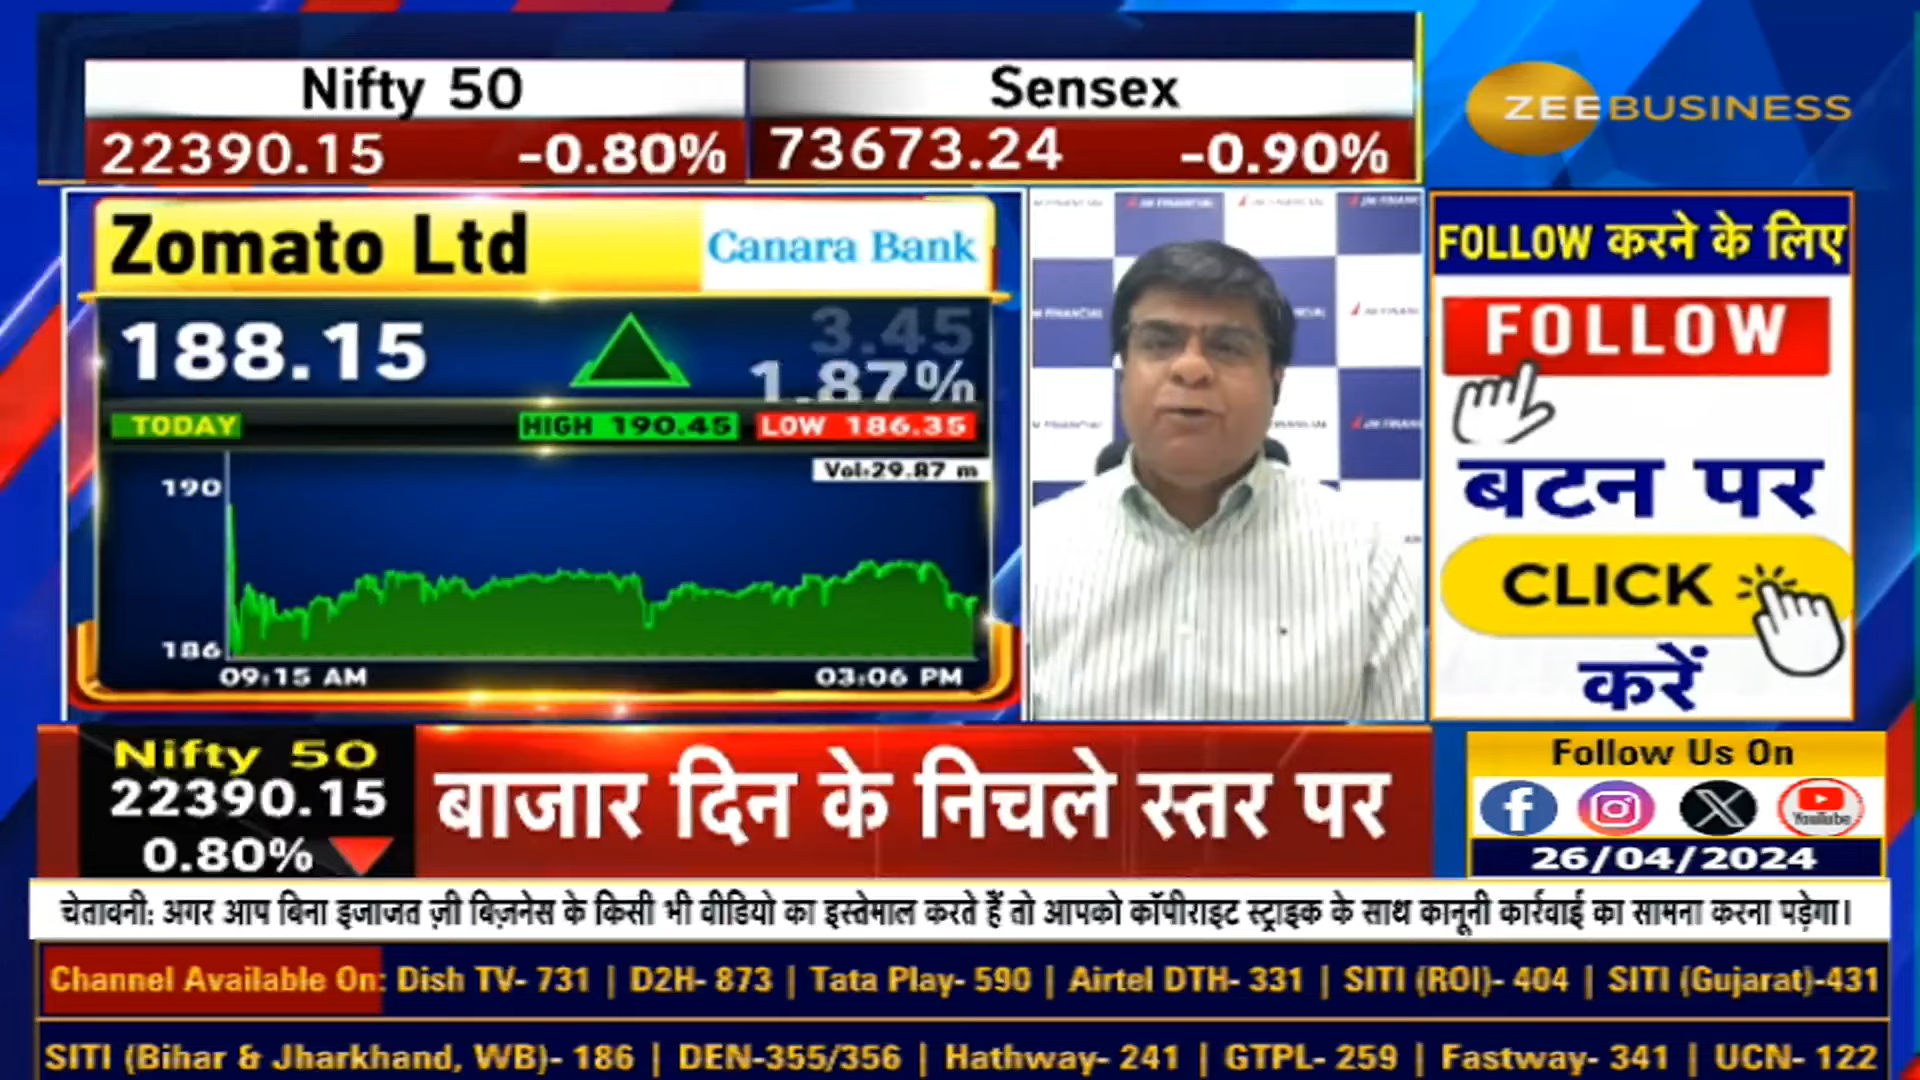 Nifty 50
22390.15 -0.80%
Sensex
73673.24 -0.90%
ZEEBUSINESS
Zomato Ltd
Canara Bank
188.15
3.45
1.87%
TODAY
HIGH 190.45
LOW 186.35
Vol:29.87 m
190
186
09:15 AM
03:06 PM
JM FINANCIAL
FOLLOW करने के लिए
FOLLOW
बटन पर
CLICK
करें
Nifty 50
22390.15
0.80%
बाजार दिन के निचले स्तर पर
Follow Us On
YouTube
26/04/2024
चेतावनी: अगर आप बिना इजाजत ज़ी बिज़नेस के किसी भी वीडियो का इस्तेमाल करते हैं तो आपको कॉपीराइट स्ट्राइक के साथ कानूनी कार्रवाई का सामना करना पड़ेगा।
Channel Available On: Dish TV- 731 | D2H- 873 | Tata Play- 590 | Airtel DTH- 331 | SITI (ROI)- 404 | SITI (Gujarat)-431
SITI (Bihar & Jharkhand, WB)- 186 | DEN-355/356 | Hathway- 241 | GTPL- 259 | Fastway- 341 | UCN- 122